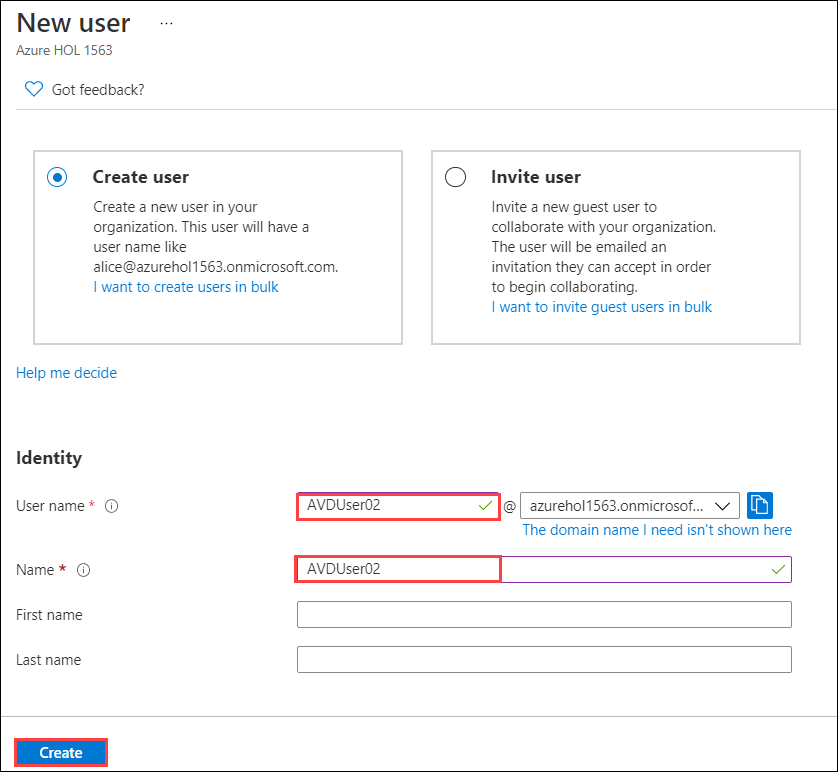 New user ...
Azure HOL 1563
Got feedback?
Create user
Create a new user in your
organization. This user will have a
user name like
alice@azurehol1563.onmicrosoft.com.
I want to create users in bulk
Invite user
Invite a new guest user to
collaborate with your organization.
The user will be emailed an
invitation they can accept in order
to begin collaborating.
I want to invite guest users in bulk
Help me decide
Identity
User name * AVDUser02 @ azurehol1563.onmicrosof...
The domain name I need isn't shown here
Name * AVDUser02
First name
Last name
Create